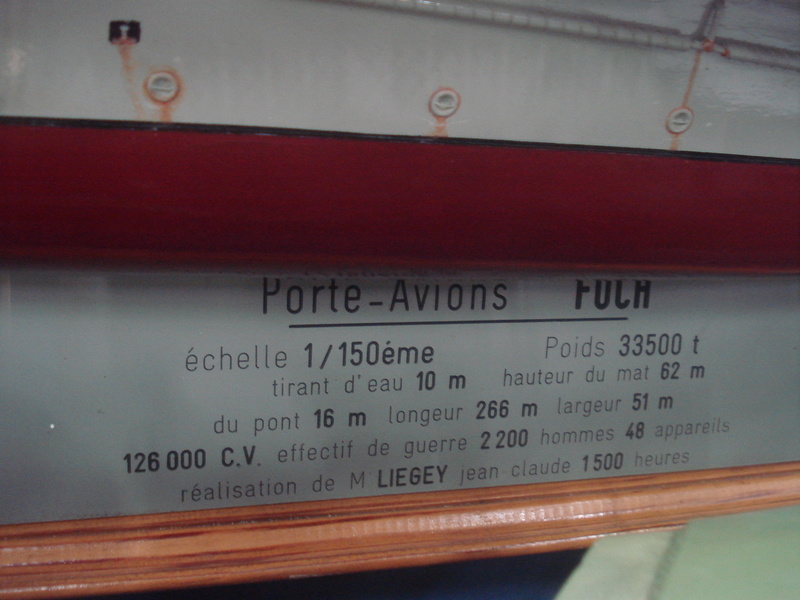 Porte-Avions FOCH
échelle 1/150éme Poids 33500 t
tirant d'eau 10 m hauteur du mat 62 m
du pont 16 m longeur 266 m largeur 51 m
126 000 C.V. effectif de guerre 2 200 hommes 48 appareils
réalisation de M LIEGEY jean claude 1 500 heures